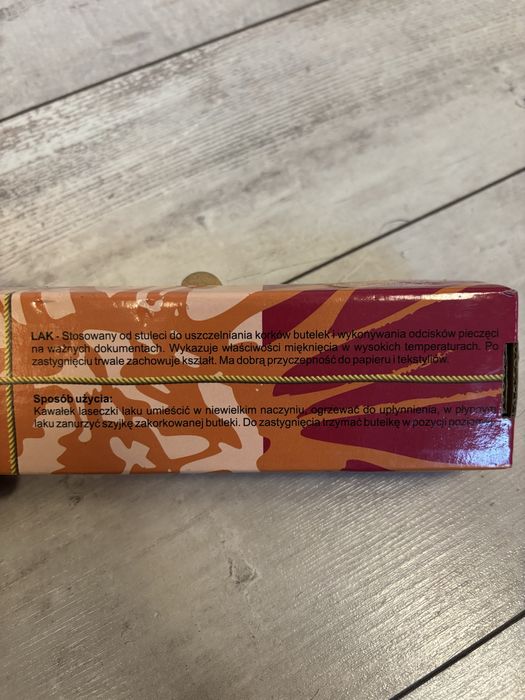 LAK - Stosowany od stuleci do uszczelniania korków butelek i wykonywania odcisków pieczęci
na ważnych dokumentach. Wykazuje właściwości mięknięcia w wysokich temperaturach. Po
zastygnięciu trwale zachowuje kształt. Ma dobrą przyczepność do papieru i tekstyliów.
Sposób użycia:
Kawałek laseczki laku umieścić w niewielkim naczyniu, ogrzewać do upłynnienia, w płynnym
laku zanurzyć szyjkę zakorkowanej butleki. Do zastygnięcia trzymać butelkę w pozycji